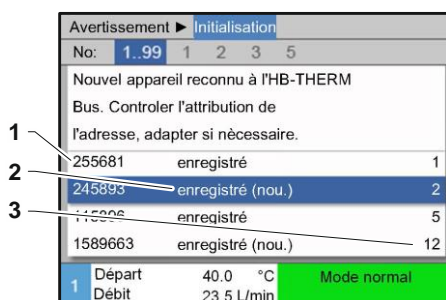 Avertissement ► Initialisation
No: 1..99 1 2 3 5
Nouvel appareil reconnu à l'HB-THERM
Bus. Controler l'attribution de
l'adresse, adapter si nècessaire.
1
255681 enregistré 1
2
245893 enregistré (nou.) 2
3
115896 enregistré 5
1589663 enregistré (nou.) 12
1 Départ 40.0 °C Mode normal
Débit 23.5 L/min